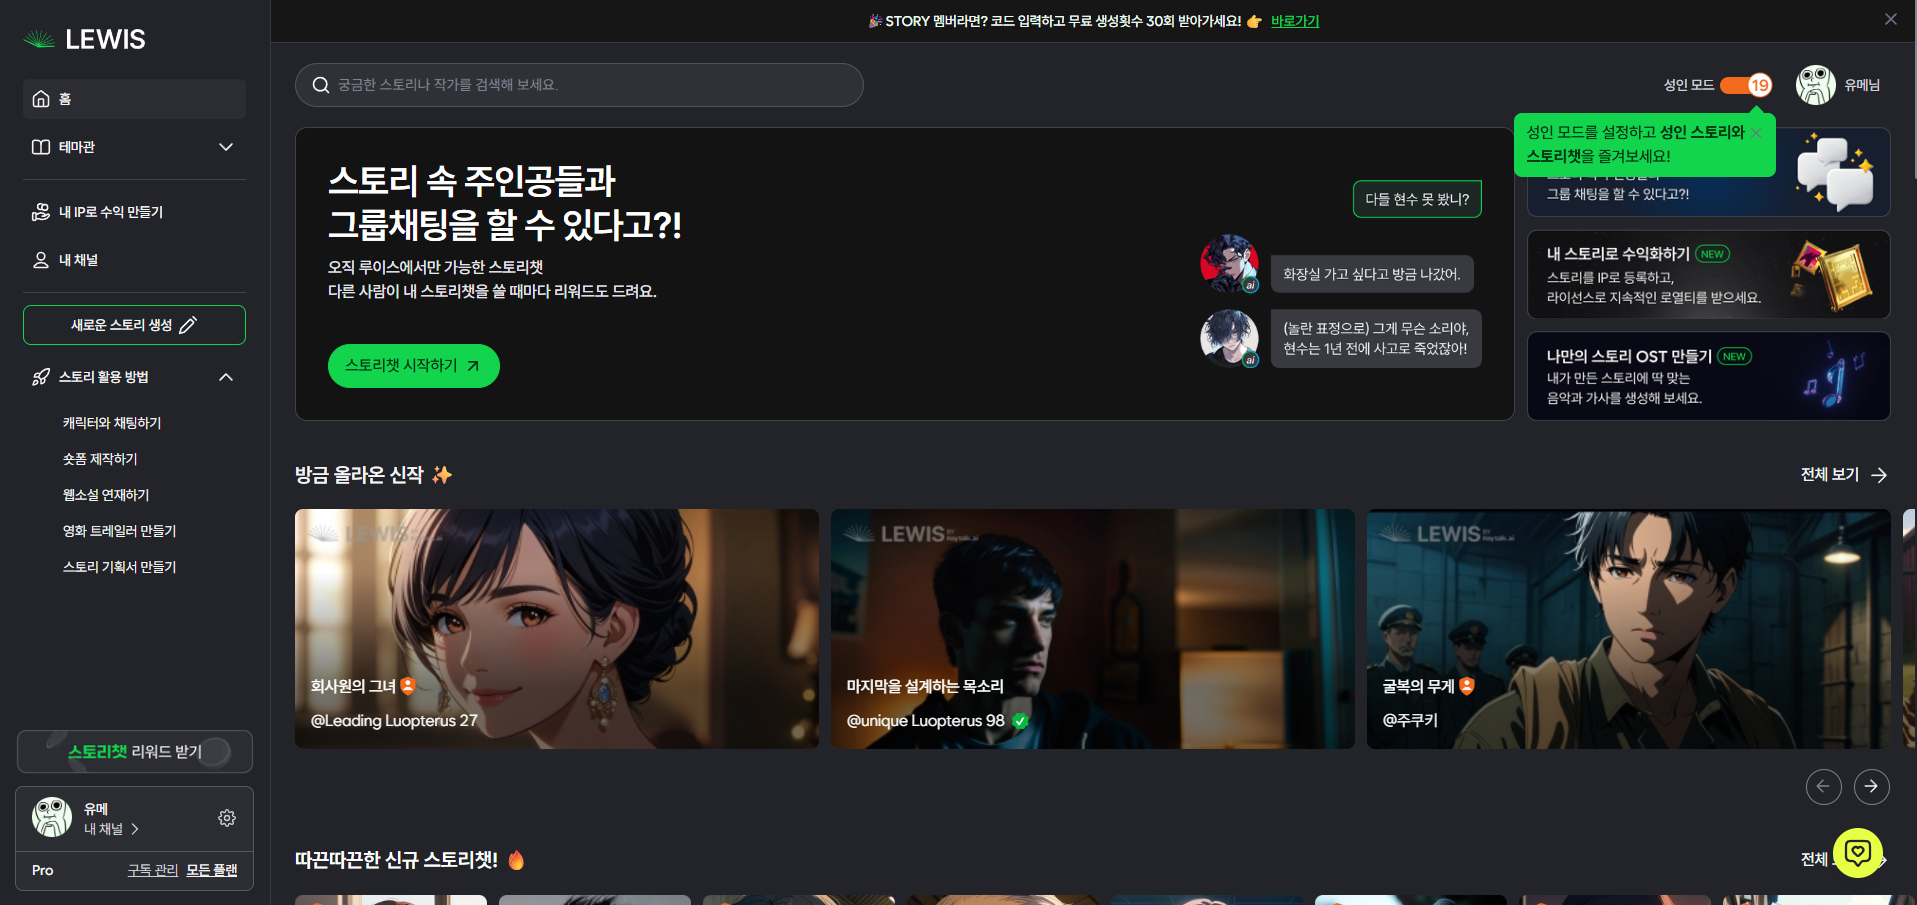 LEWIS
홈
테마관
내 IP로 수익 만들기
내 채널
새로운 스토리 생성
스토리 활용 방법
캐릭터와 채팅하기
숏폼 제작하기
웹소설 연재하기
영화 트레일러 만들기
스토리 기획서 만들기
스토리챗 리워드 받기
유메
내 채널
Pro 구독 관리 모든 플랜
STORY 멤버라면? 코드 입력하고 무료 생성횟수 30회 받아가세요! 바로가기
궁금한 스토리나 작가를 검색해 보세요.
성인 모드 19 유메님
성인 모드를 설정하고 성인 스토리와
스토리챗을 즐겨보세요!
스토리 속 주인공들과
그룹채팅을 할 수 있다고?!
오직 루이스에서만 가능한 스토리챗
다른 사람이 내 스토리챗을 쓸 때마다 리워드도 드려요.
스토리챗 시작하기
다들 현수 못 봤니?
ai
화장실 가고 싶다고 방금 나갔어.
ai
(놀란 표정으로) 그게 무슨 소리야,
현수는 1년 전에 사고로 죽었잖아!
그룹 채팅을 할 수 있다고?!
내 스토리로 수익화하기 NEW
스토리를 IP로 등록하고,
라이선스로 지속적인 로열티를 받으세요.
나만의 스토리 OST 만들기 NEW
내가 만든 스토리에 딱 맞는
음악과 가사를 생성해 보세요.
방금 올라온 신작
전체 보기
LEWIS
회사원의 그녀
@Leading Luopterus 27
LEWIS BY Keytalk.ai
마지막을 설계하는 목소리
@unique Luopterus 98
LEWIS BY Keytalk.ai
굴복의 무게
@주쿠키
따끈따끈한 신규 스토리챗!
전체